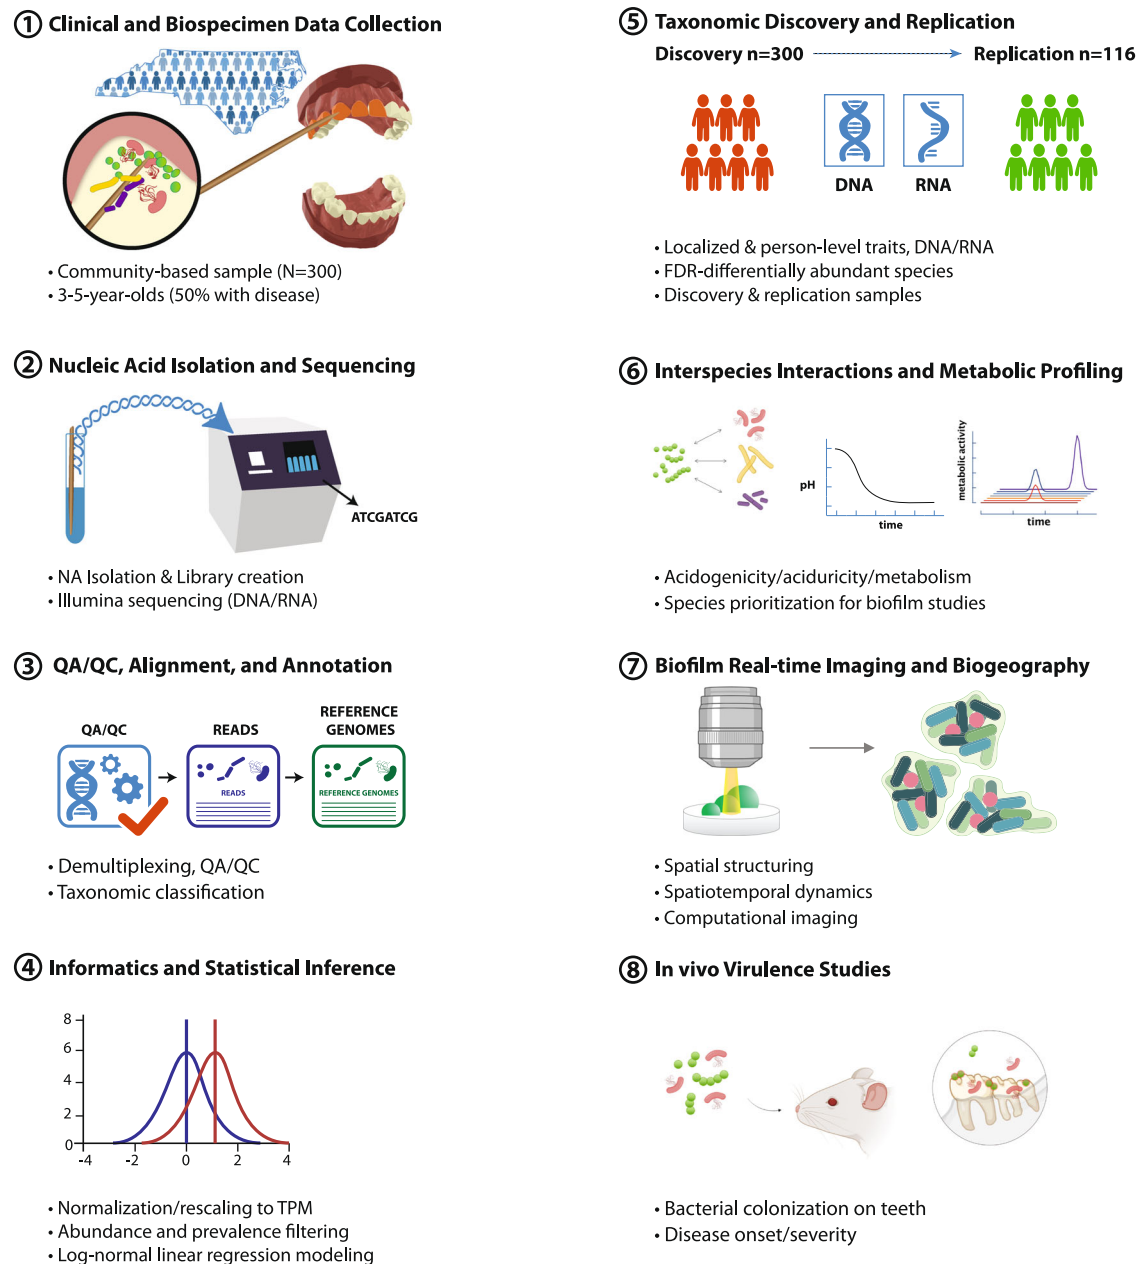 ① Clinical and Biospecimen Data Collection
• Community-based sample (N=300)
• 3-5-year-olds (50% with disease)
② Nucleic Acid Isolation and Sequencing
ATCGATCG
• NA Isolation & Library creation
• Illumina sequencing (DNA/RNA)
③ QA/QC, Alignment, and Annotation
QA/QC
READS
REFERENCE
GENOMES
READS
REFERENCE GENOMES
• Demultiplexing, QA/QC
• Taxonomic classification
④ Informatics and Statistical Inference
8
6
4
2
0
-4 -2 0 2 4
• Normalization/rescaling to TPM
• Abundance and prevalence filtering
• Log-normal linear regression modeling
⑤ Taxonomic Discovery and Replication
Discovery n=300 Replication n=116
DNA RNA
• Localized & person-level traits, DNA/RNA
• FDR-differentially abundant species
• Discovery & replication samples
⑥ Interspecies Interactions and Metabolic Profiling
pH
time
metabolic activity
time
• Acidogenicity/aciduricity/metabolism
• Species prioritization for biofilm studies
⑦ Biofilm Real-time Imaging and Biogeography
• Spatial structuring
• Spatiotemporal dynamics
• Computational imaging
⑧ In vivo Virulence Studies
• Bacterial colonization on teeth
• Disease onset/severity